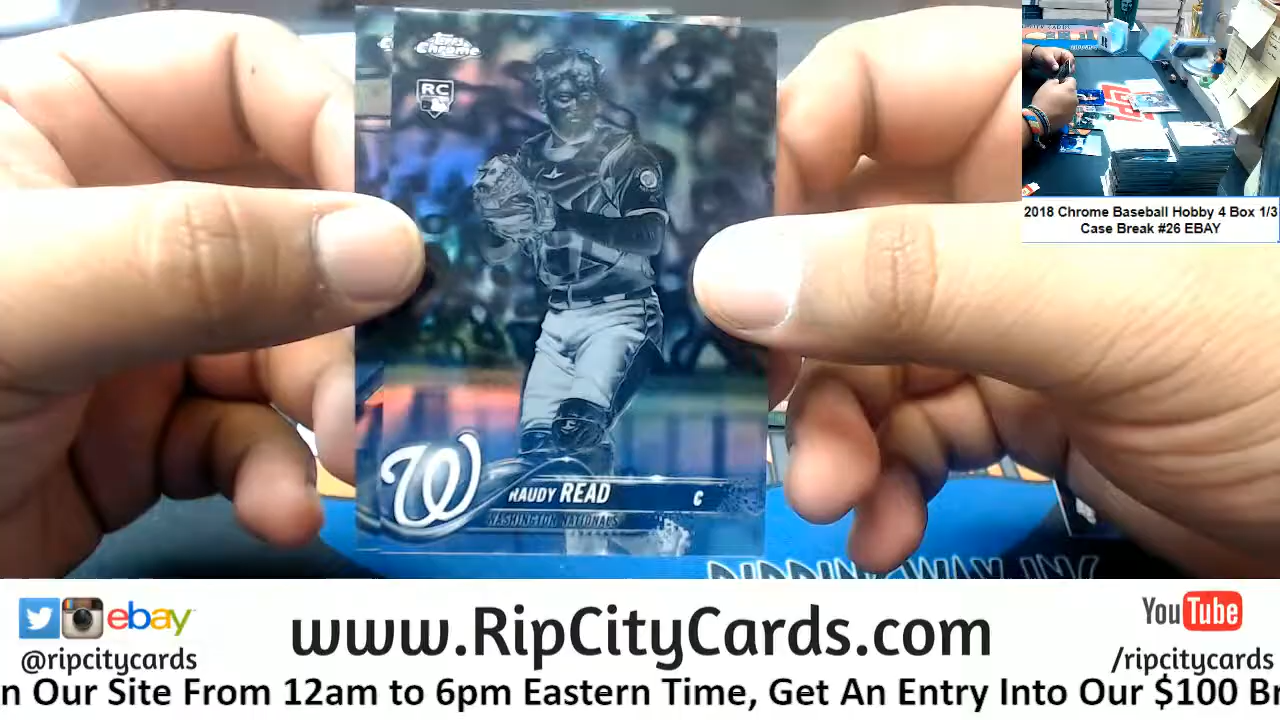 Topps Chrome
RC
W
RAUDY READ
C
WASHINGTON NATIONALS
2018 Chrome Baseball Hobby 4 Box 1/3
Case Break #26 EBAY
ebay
@ripcitycards
www.RipCityCards.com
YouTube
/ripcitycards
n Our Site From 12am to 6pm Eastern Time, Get An Entry Into Our $100 Br